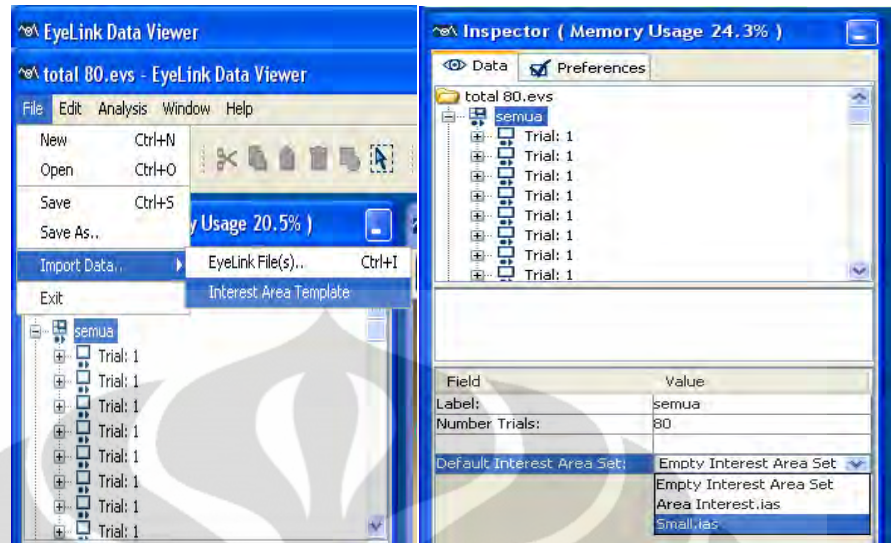 EyeLink Data Viewer
total 80.evs - EyeLink Data Viewer
File Edit Analysis Window Help
New Ctrl+N
Open Ctrl+O
Save Ctrl+S
Save As..
Import Data..
Exit
y Usage 20.5% )
EyeLink File(s).. Ctrl+I
Interest Area Template
semua
Trial: 1
Trial: 1
Trial: 1
Trial: 1
Trial: 1
Trial: 1
Trial: 1
Trial: 1
Inspector ( Memory Usage 24.3% )
Data Preferences
total 80.evs
semua
Trial: 1
Trial: 1
Trial: 1
Trial: 1
Trial: 1
Trial: 1
Trial: 1
Trial: 1
Field Value
Label: semua
Number Trials: 80
Default Interest Area Set: Empty Interest Area Set
Empty Interest Area Set
Area Interest.ias
Small.ias